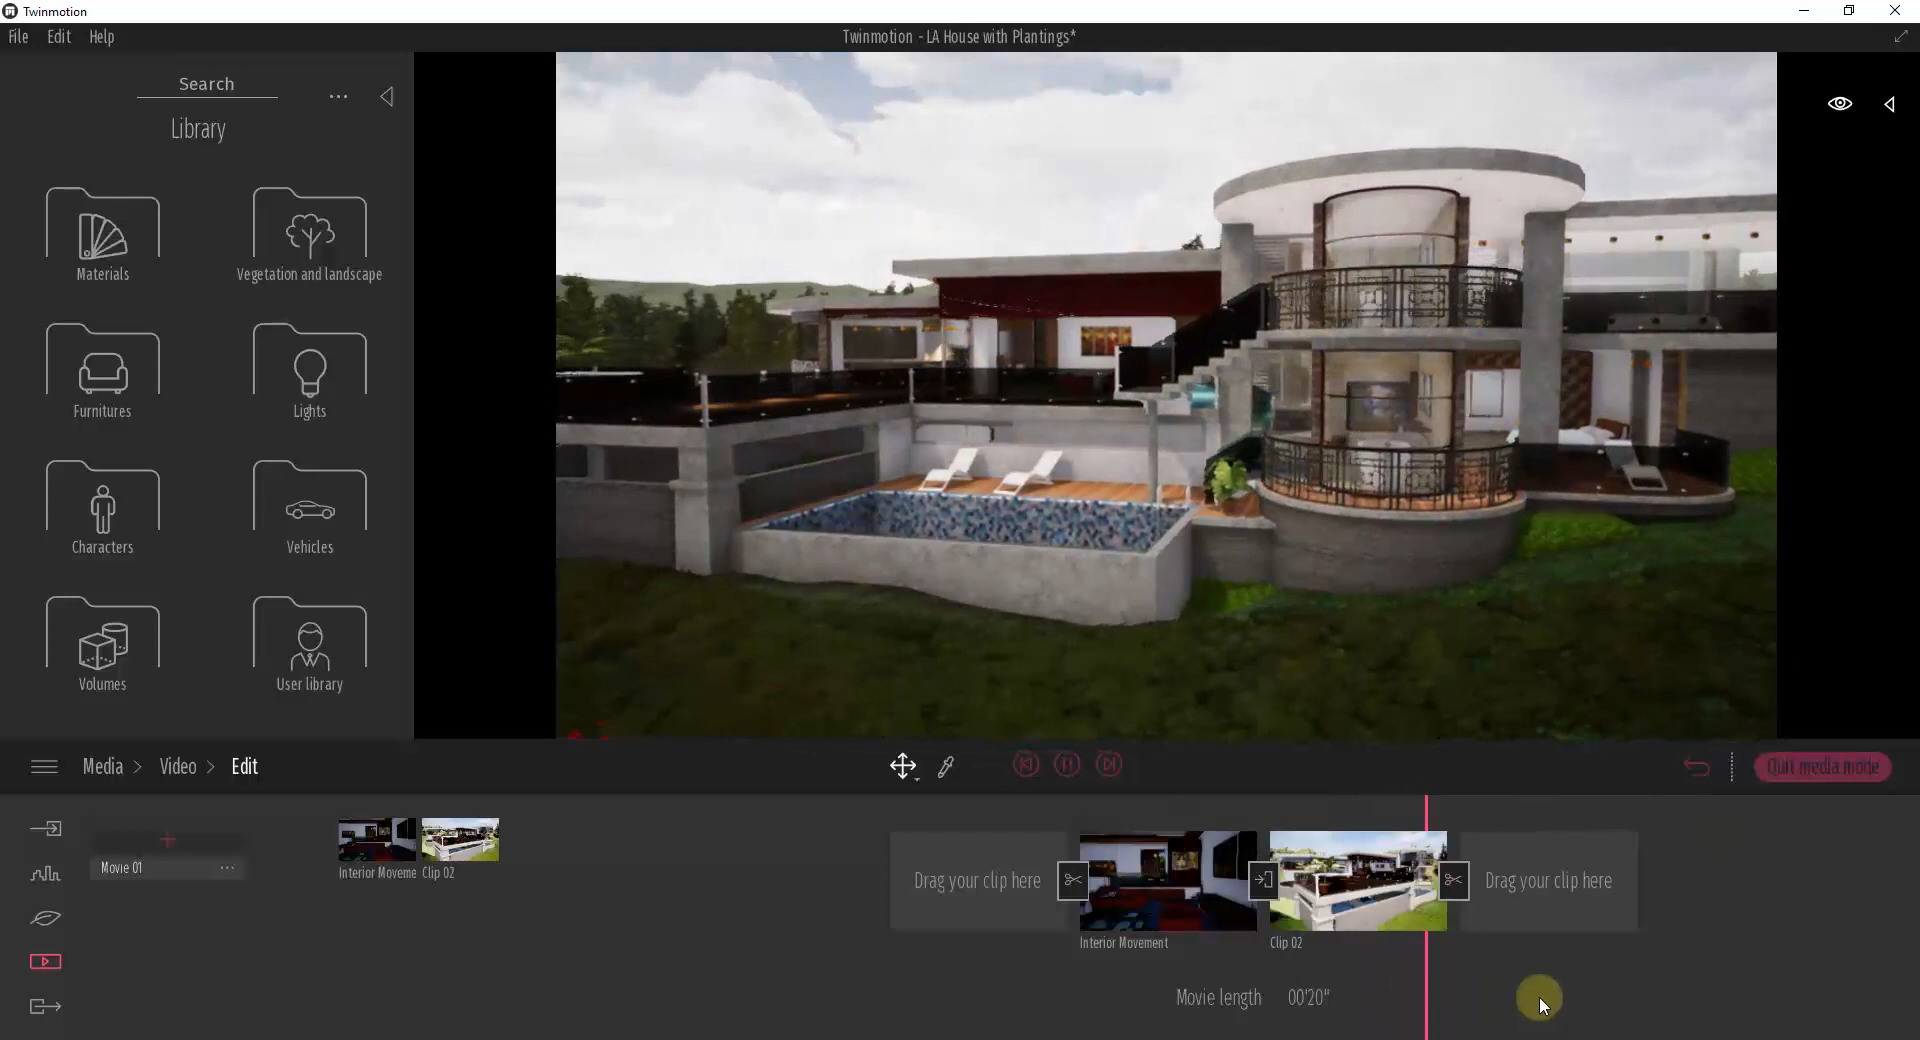 Twinmotion
File Edit Help
Twinmotion - LA House with Plantings*
Search
...
Library
Materials
Vegetation and landscape
Furnitures
Lights
Characters
Vehicles
Volumes
User library
Media > Video > Edit
Quit media mode
+
Movie 01
...
Interior Moveme
Clip 02
Drag your clip here
Drag your clip here
Interior Movement
Clip 02
Movie length 00'20"